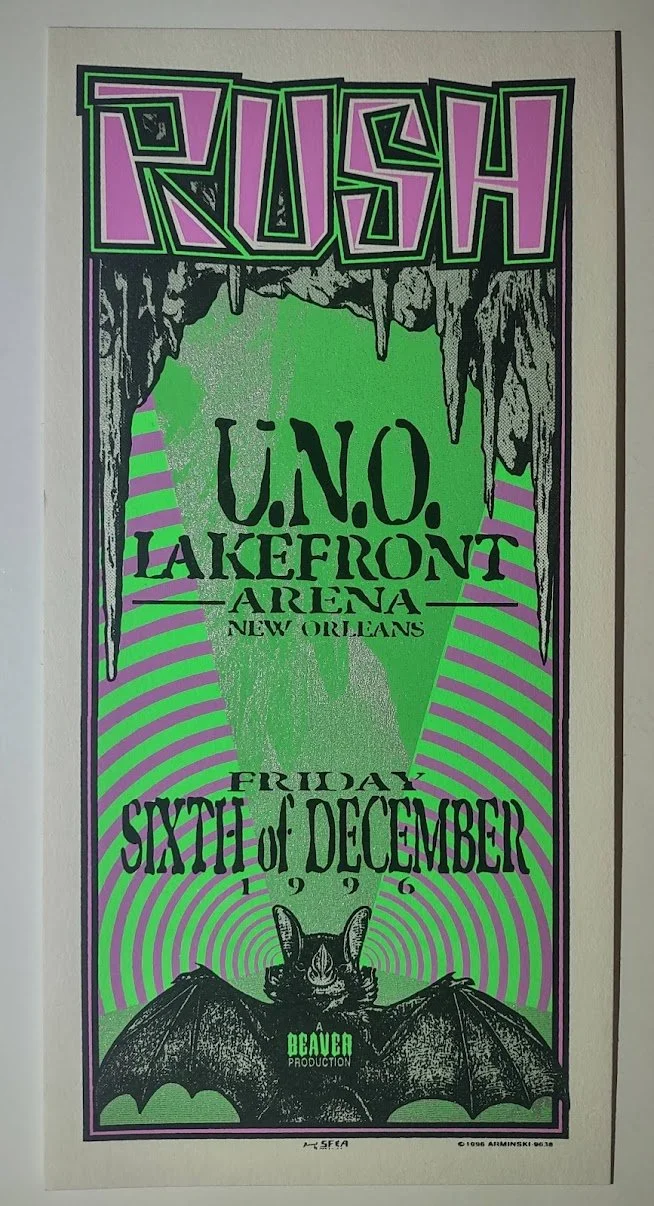 RUSH
U.N.O.
LAKEFRONT
ARENA
NEW ORLEANS
FRIDAY
SIXTH of DECEMBER
1996
A
BEAVER
PRODUCTION
© 1996 ARMINSKI-9638